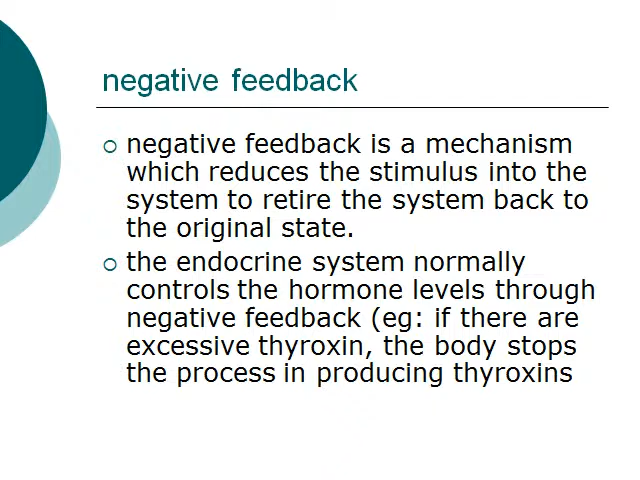 negative feedback
negative feedback is a mechanism
which reduces the stimulus into the
system to retire the system back to
the original state.
the endocrine system normally
controls the hormone levels through
negative feedback (eg: if there are
excessive thyroxin, the body stops
the process in producing thyroxins